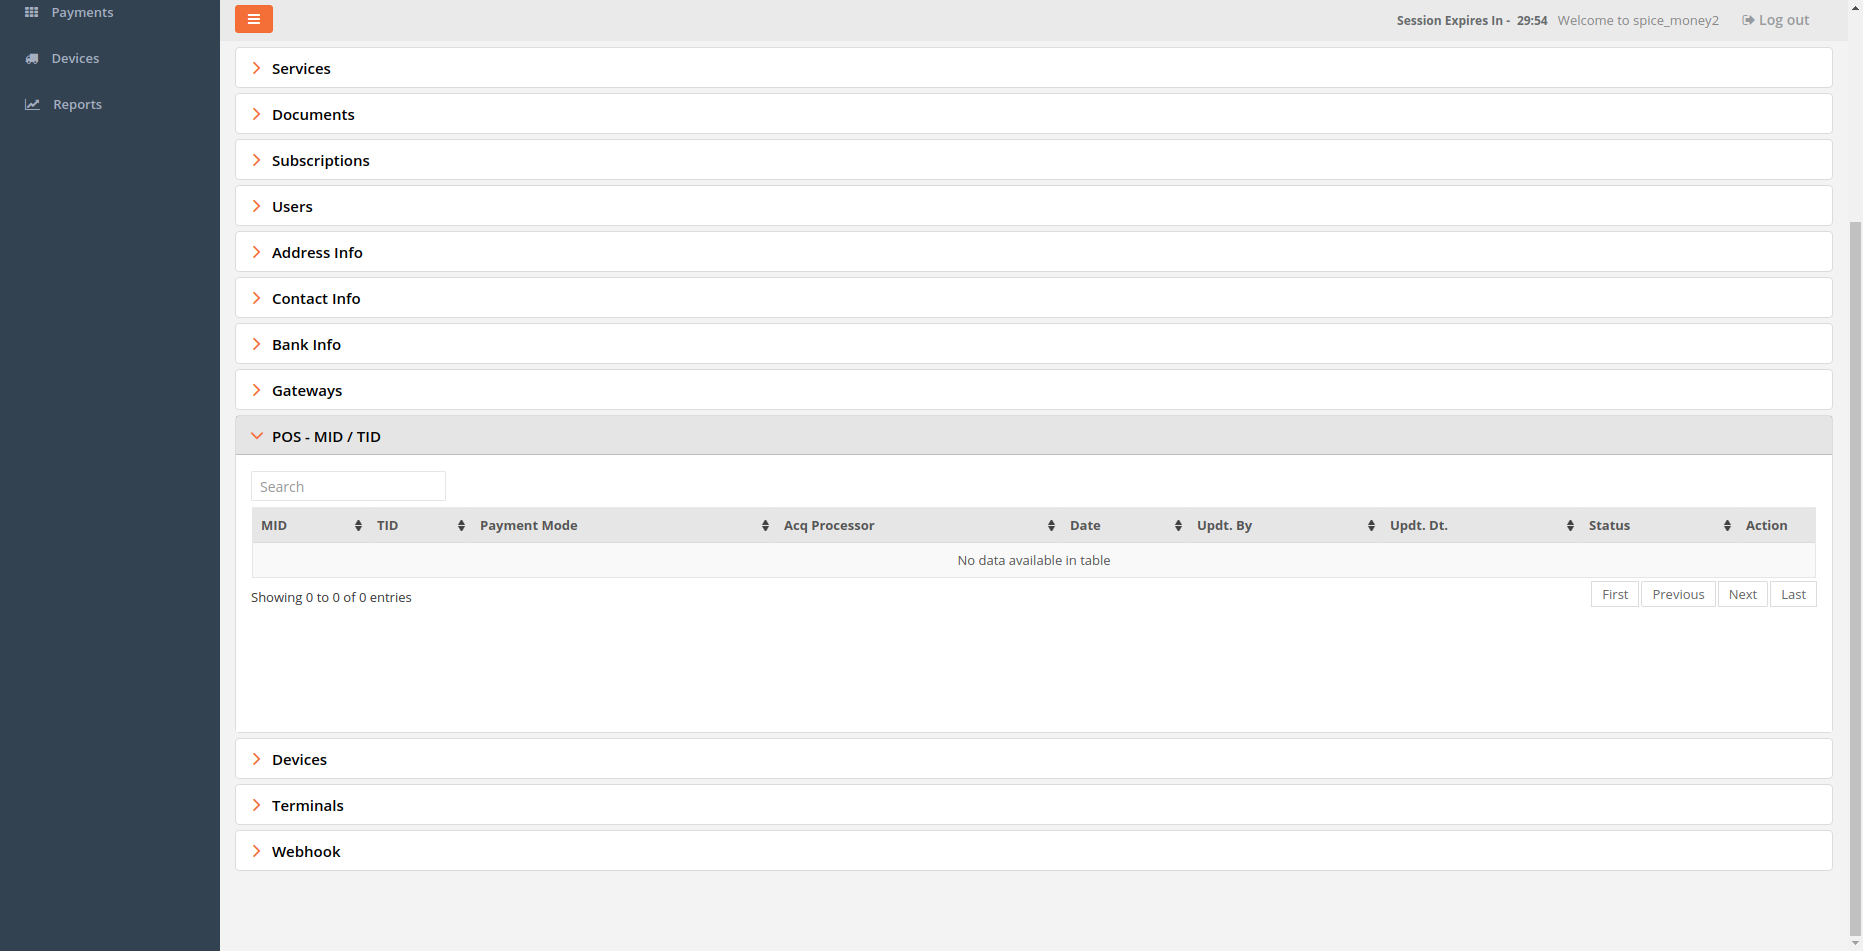 Payments
Devices
Reports
Session Expires In - 29:54 Welcome to spice_money2 Log out
Services
Documents
Subscriptions
Users
Address Info
Contact Info
Bank Info
Gateways
POS - MID / TID
Search
MID TID Payment Mode Acq Processor Date Updt. By Updt. Dt. Status Action
No data available in table
Showing 0 to 0 of 0 entries
First Previous Next Last
Devices
Terminals
Webhook